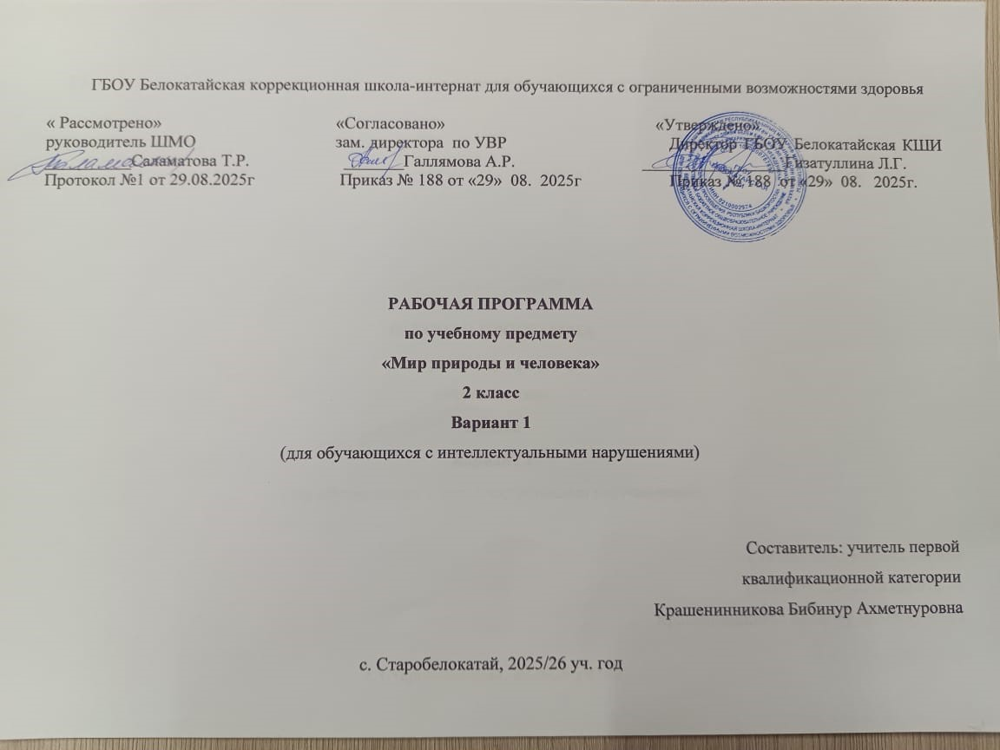 ГБОУ Белокатайская коррекционная школа-интернат для обучающихся с ограниченными возможностями здоровья
« Рассмотрено» «Согласовано» «Утверждено»
руководитель ШМО зам. директора по УВР Директор ГБОУ Белокатайская КШИ
Саламатова Т.Р. Галлямова А.Р. Гизатуллина Л.Г.
Протокол №1 от 29.08.2025г Приказ № 188 от «29» 08. 2025г Приказ № 188 от «29» 08. 2025г.
РАБОЧАЯ ПРОГРАММА
по учебному предмету
«Мир природы и человека»
2 класс
Вариант 1
(для обучающихся с интеллектуальными нарушениями)
Составитель: учитель первой
квалификационной категории
Крашенинникова Бибинур Ахметнуровна
с. Старобелокатай, 2025/26 уч. год